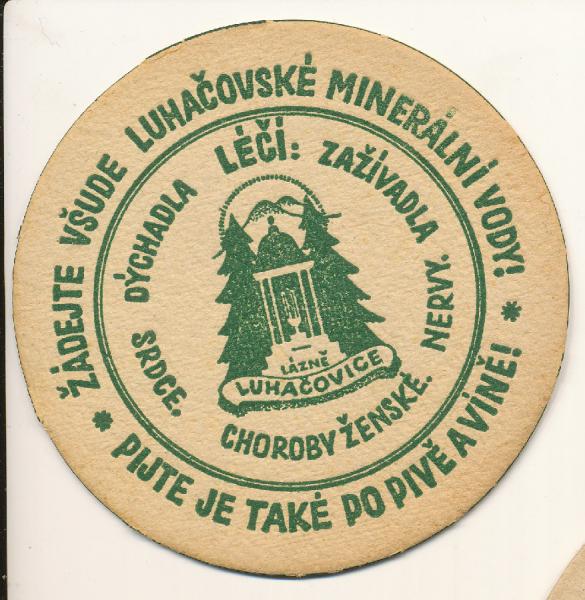 ŽÁDEJTE VŠUDE LUHAČOVSKÉ MINERÁLNÍ VODY!
* PIJTE JE TAKÉ PO PIVĚ A VÍNĚ! *
LÉČÍ: ZAŽÍVADLA
NERVY.
CHOROBY ŽENSKÉ.
SRDCE.
DÝCHADLA
LÁZNĚ
LUHAČOVICE